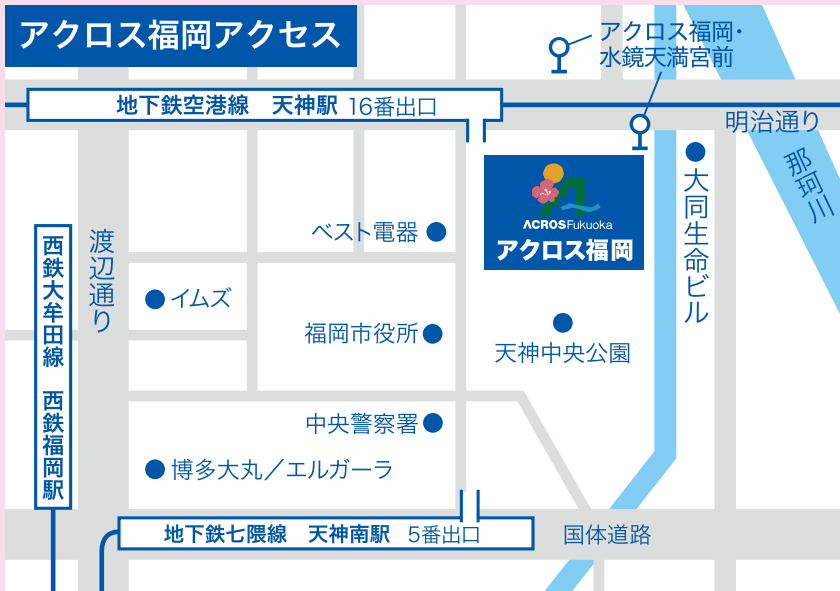 アクロス福岡アクセス
アクロス福岡・
水鏡天満宮前
地下鉄空港線　天神駅 16番出口
明治通り
那珂川
大同生命ビル
ACROS Fukuoka
アクロス福岡
渡辺通り
西鉄大牟田線　西鉄福岡駅
ベスト電器
イムズ
福岡市役所
天神中央公園
中央警察署
博多大丸／エルガーラ
地下鉄七隈線　天神南駅 5番出口
国体道路